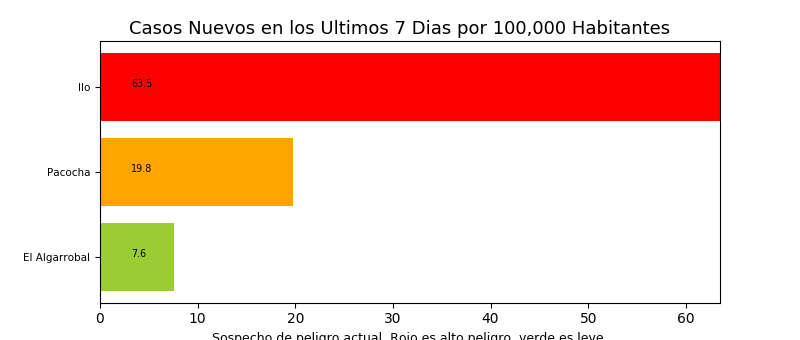 Casos Nuevos en los Ultimos 7 Dias por 100,000 Habitantes
Ilo
63.5
Pacocha
19.8
El Algarrobal
7.6
0 10 20 30 40 50 60
Sospecho de peligro actual. Rojo es alto peligro, verde es leve